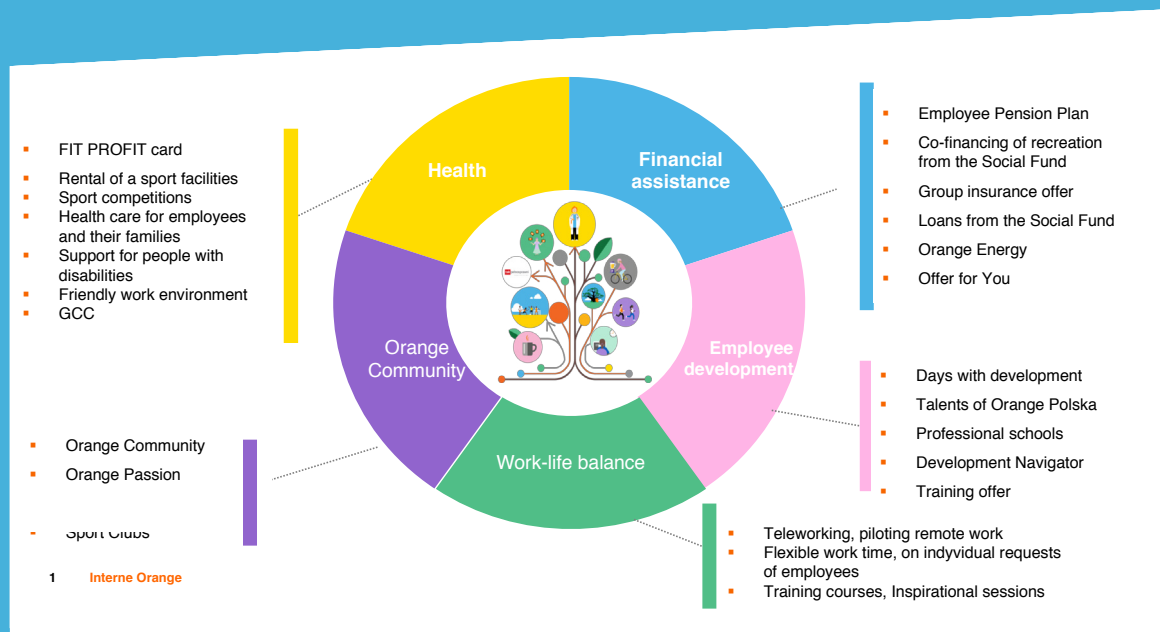 Health
Financial
assistance
Orange
Community
Employee
development
Work-life balance
FIT PROFIT card
Rental of a sport facilities
Sport competitions
Health care for employees
and their families
Support for people with
disabilities
Friendly work environment
GCC
Orange Community
Orange Passion
Sport Clubs
Employee Pension Plan
Co-financing of recreation
from the Social Fund
Group insurance offer
Loans from the Social Fund
Orange Energy
Offer for You
Days with development
Talents of Orange Polska
Professional schools
Development Navigator
Training offer
Teleworking, piloting remote work
Flexible work time, on indyvidual requests
of employees
Training courses, Inspirational sessions
1 Interne Orange